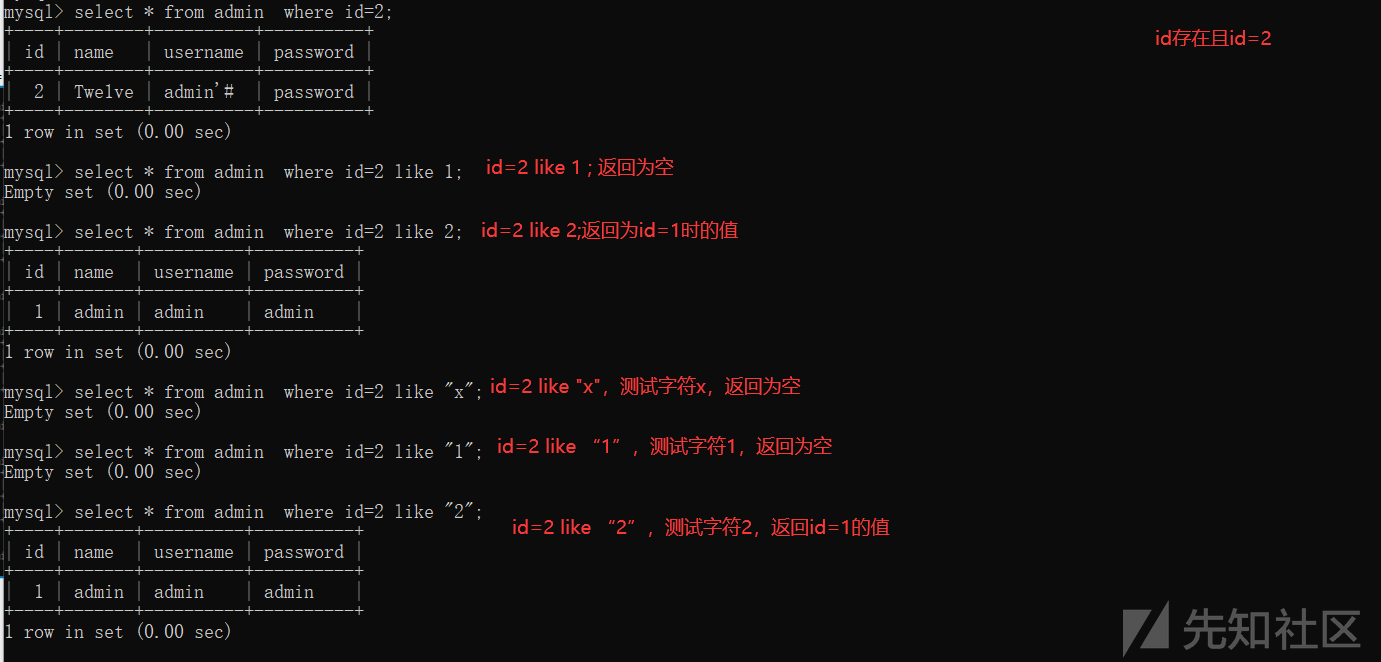 mysql> select * from admin  where id=2;
id存在且id=2
| id | name   | username | password |
|  2 | Twelve | admin'#  | password |
1 row in set (0.00 sec)
mysql> select * from admin  where id=2 like 1; id=2 like 1 ; 返回为空
Empty set (0.00 sec)
mysql> select * from admin  where id=2 like 2; id=2 like 2;返回为id=1时的值
| id | name  | username | password |
|  1 | admin | admin    | admin    |
1 row in set (0.00 sec)
mysql> select * from admin  where id=2 like "x"; id=2 like "x"，测试字符x，返回为空
Empty set (0.00 sec)
mysql> select * from admin  where id=2 like "1"; id=2 like “1”，测试字符1，返回为空
Empty set (0.00 sec)
mysql> select * from admin  where id=2 like "2";
id=2 like “2”，测试字符2，返回id=1的值
| id | name  | username | password |
|  1 | admin | admin    | admin    |
1 row in set (0.00 sec)
先知社区